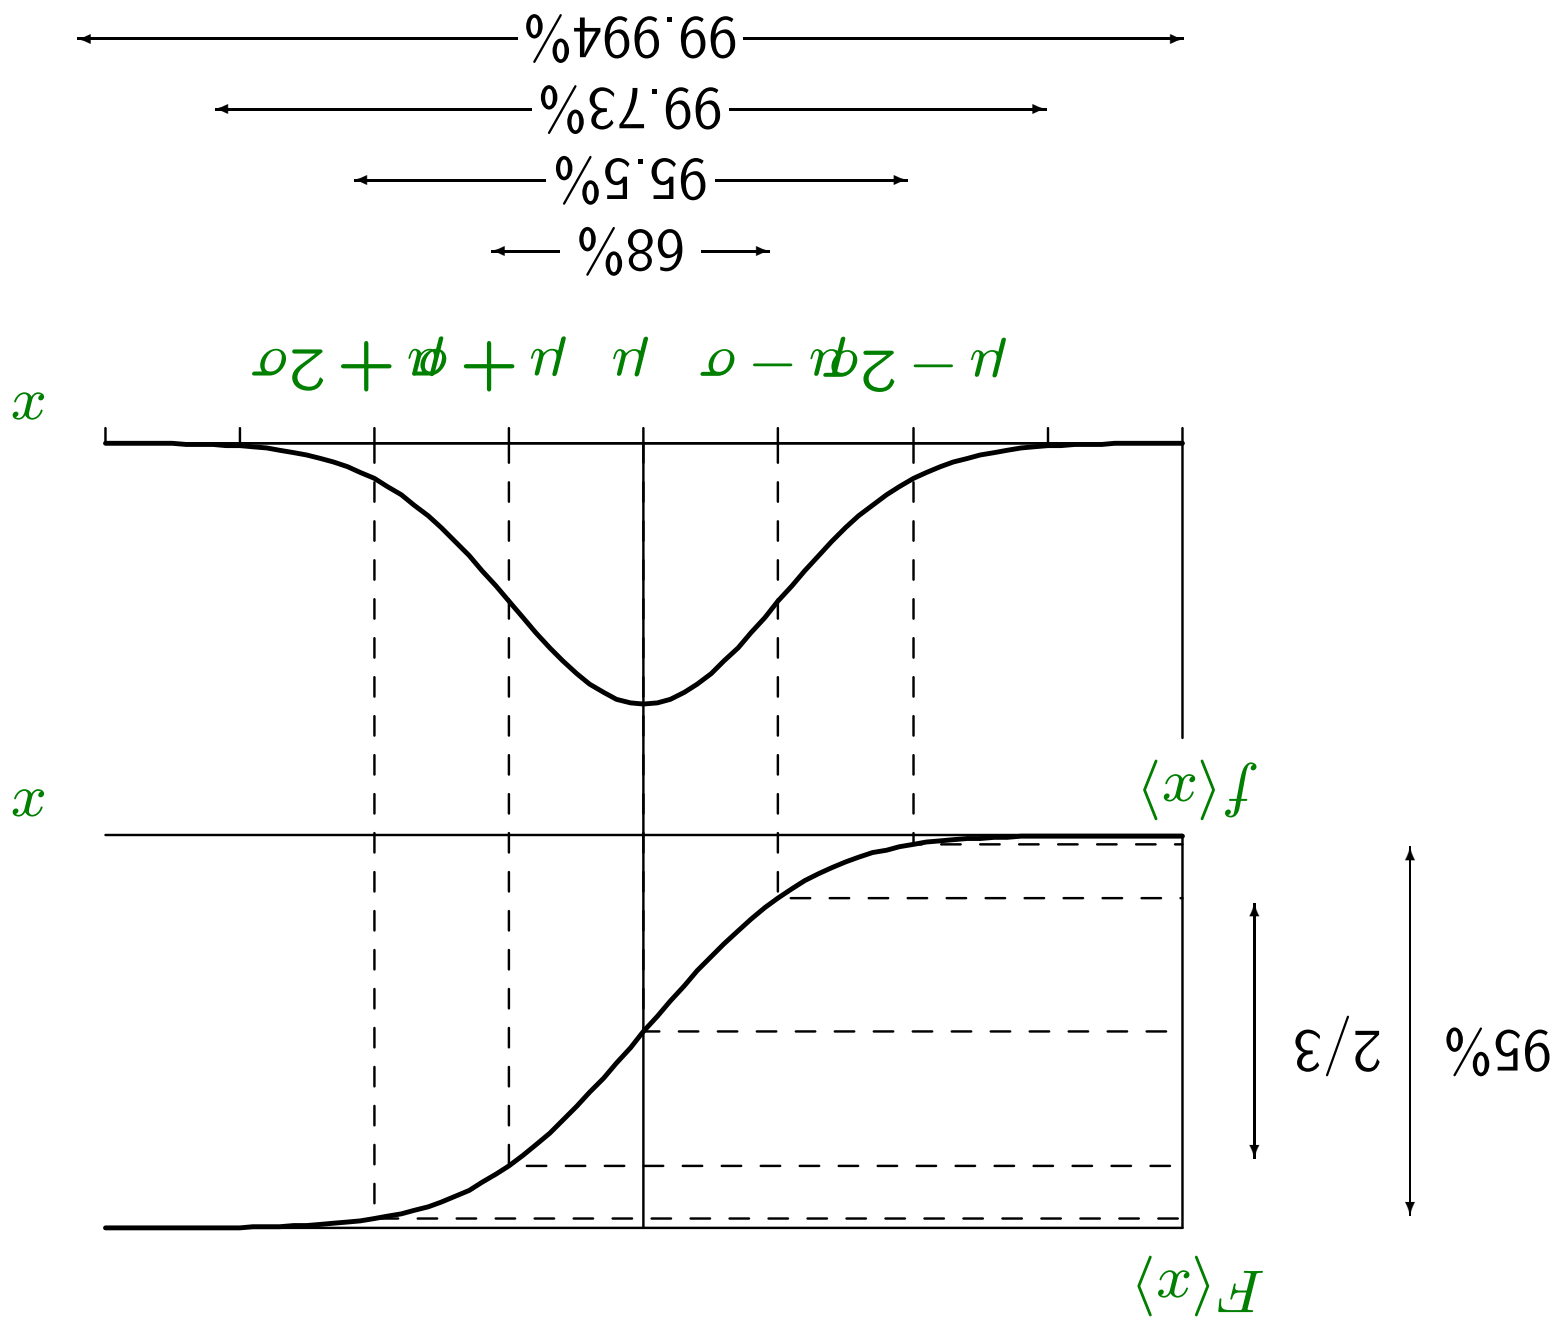 F⟨x⟩
95%
2/3
f⟨x⟩
x
x
μ − 2σ
μ − σ
μ
μ + σ
μ + 2σ
68%
95.5%
99.73%
99.994%